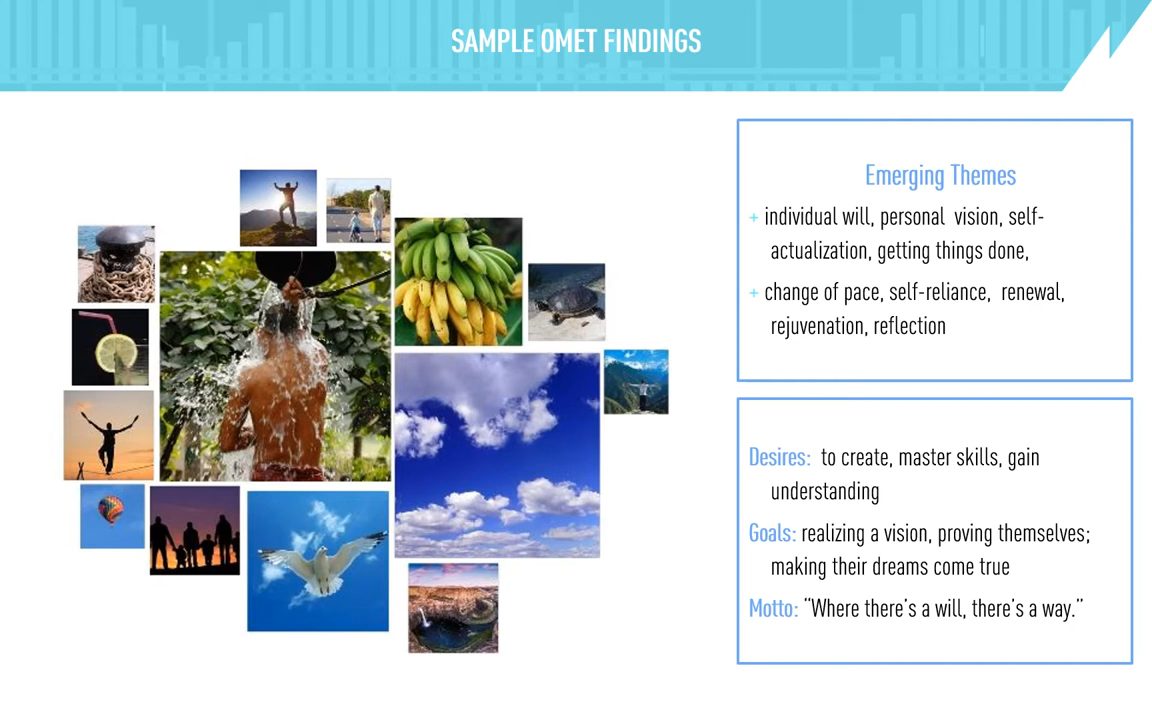 SAMPLE OMET FINDINGS
Emerging Themes
+ individual will, personal vision, self-
actualization, getting things done,
+ change of pace, self-reliance, renewal,
rejuvenation, reflection
Desires: to create, master skills, gain
understanding
Goals: realizing a vision, proving themselves;
making their dreams come true
Motto: “Where there's a will, there's a way.”